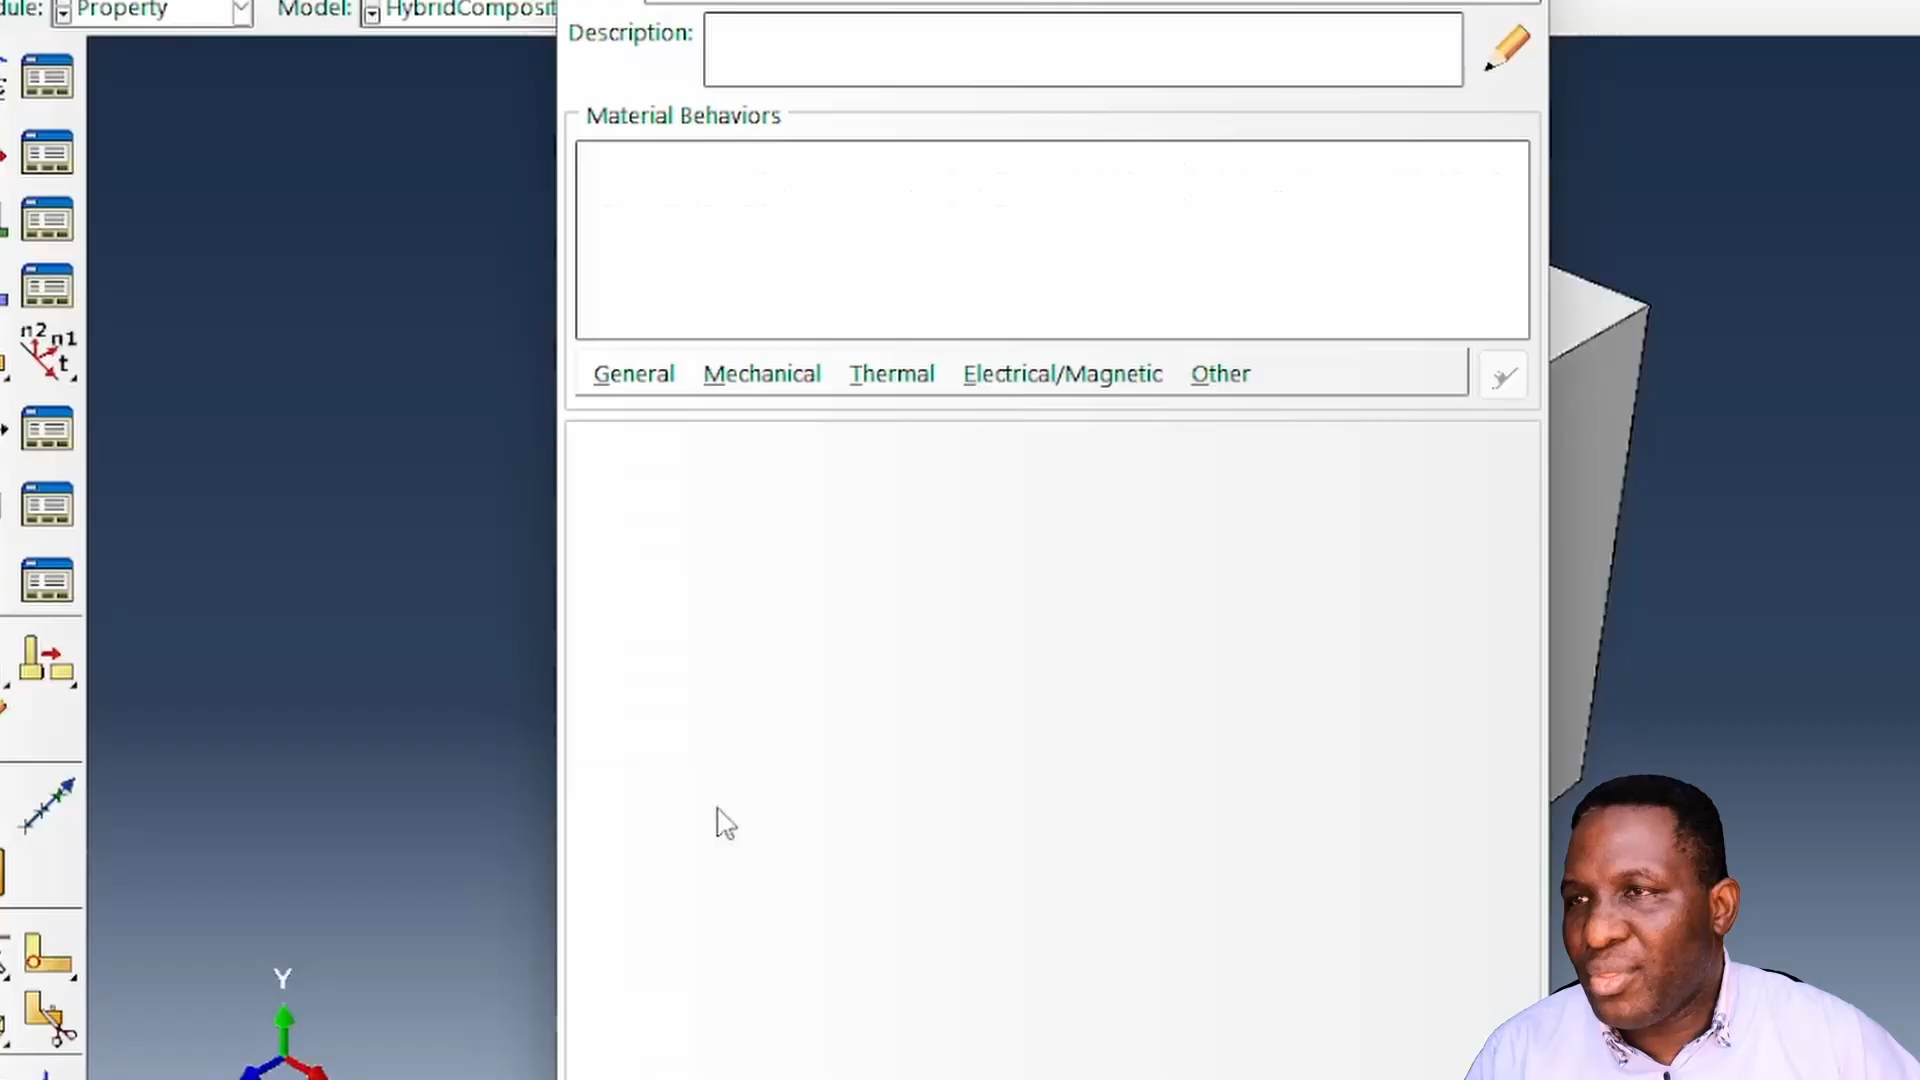 dule: Property Model: HybridComposit
Description:
Material Behaviors
General Mechanical Thermal Electrical/Magnetic Other
n2 n1
t
Y